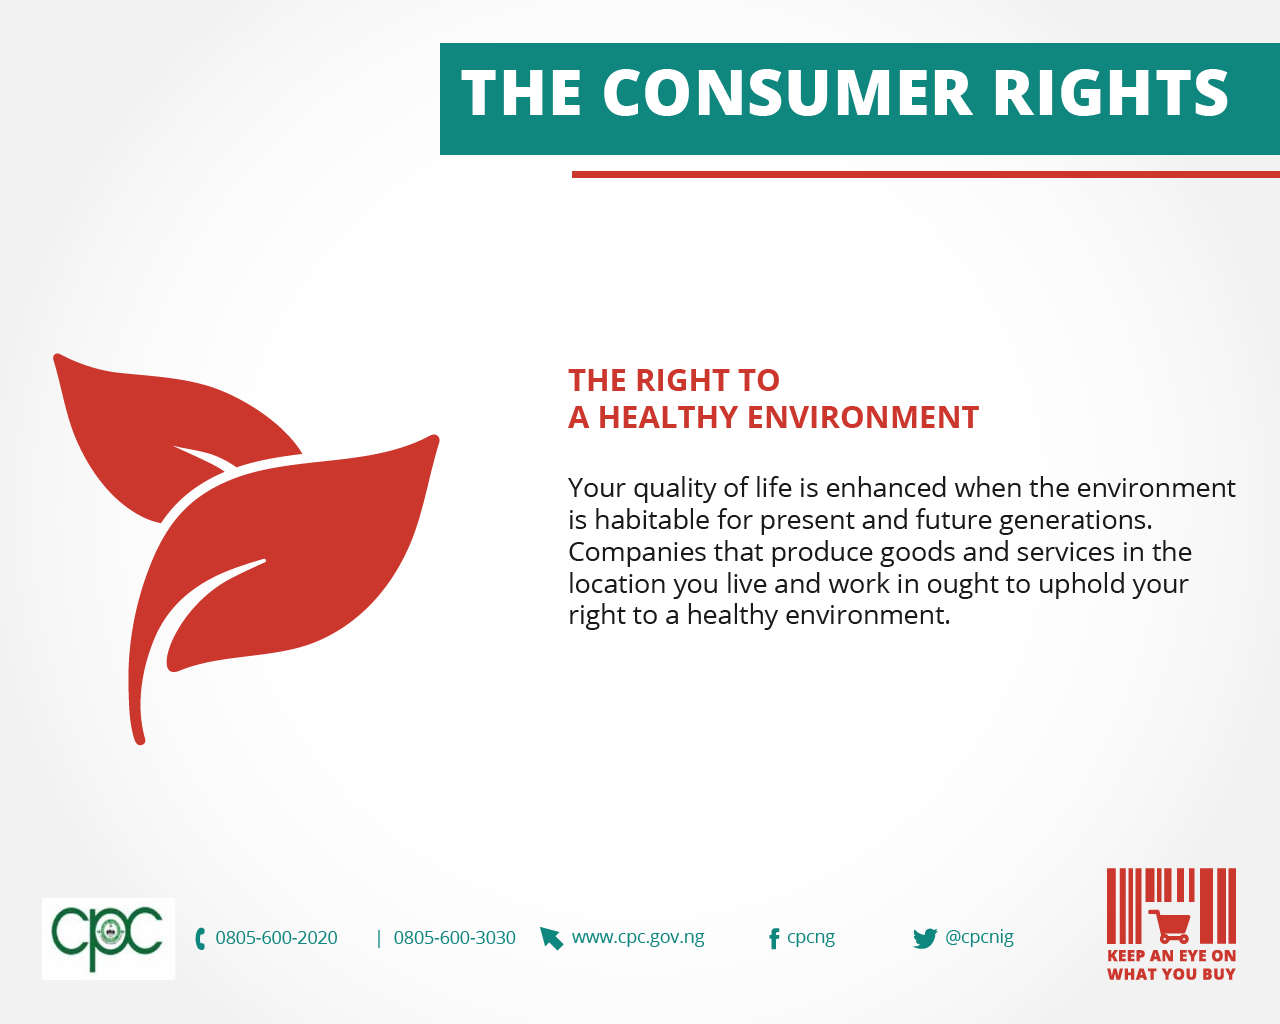 THE CONSUMER RIGHTS
THE RIGHT TO
A HEALTHY ENVIRONMENT
Your quality of life is enhanced when the environment
is habitable for present and future generations.
Companies that produce goods and services in the
location you live and work in ought to uphold your
right to a healthy environment.
cpc 0805-600-2020 | 0805-600-3030 www.cpc.gov.ng cpcng @cpcnig
KEEP AN EYE ON
WHAT YOU BUY